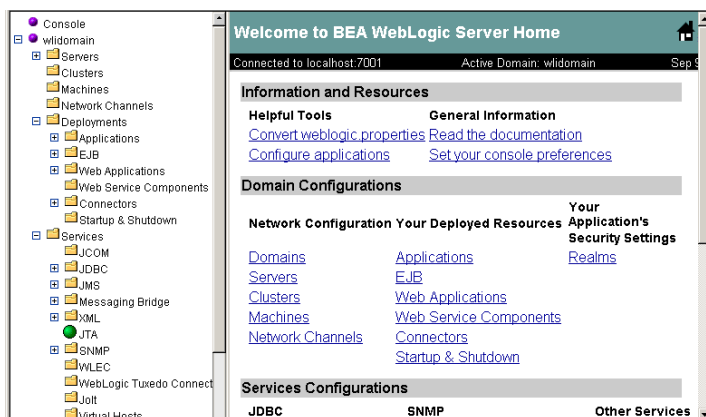 Console
wlidomain
Servers
Clusters
Machines
Network Channels
Deployments
Applications
EJB
Web Applications
Web Service Components
Connectors
Startup & Shutdown
Services
JCOM
JDBC
JMS
Messaging Bridge
XML
JTA
SNMP
WLEC
WebLogic Tuxedo Connect
Jolt
Virtual Hosts
Welcome to BEA WebLogic Server Home
Connected to localhost:7001 Active Domain: wlidomain Sep 9
Information and Resources
Helpful Tools General Information
Convert weblogic.properties Read the documentation
Configure applications Set your console preferences
Domain Configurations
Network Configuration Your Deployed Resources Your Application's Security Settings
Domains Applications Realms
Servers EJB
Clusters Web Applications
Machines Web Service Components
Network Channels Connectors
Startup & Shutdown
Services Configurations
JDBC SNMP Other Services